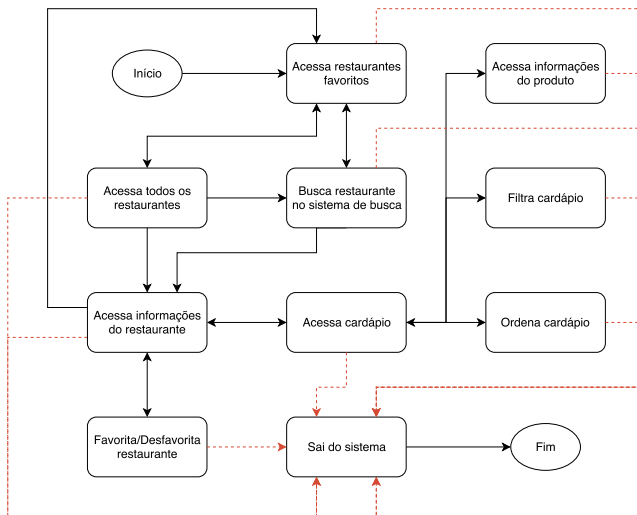 Início
Acessa restaurantes
favoritos
Acessa informações
do produto
Acessa todos os
restaurantes
Busca restaurante
no sistema de busca
Filtra cardápio
Acessa informações
do restaurante
Acessa cardápio
Ordena cardápio
Favorita/Desfavorita
restaurante
Sai do sistema
Fim